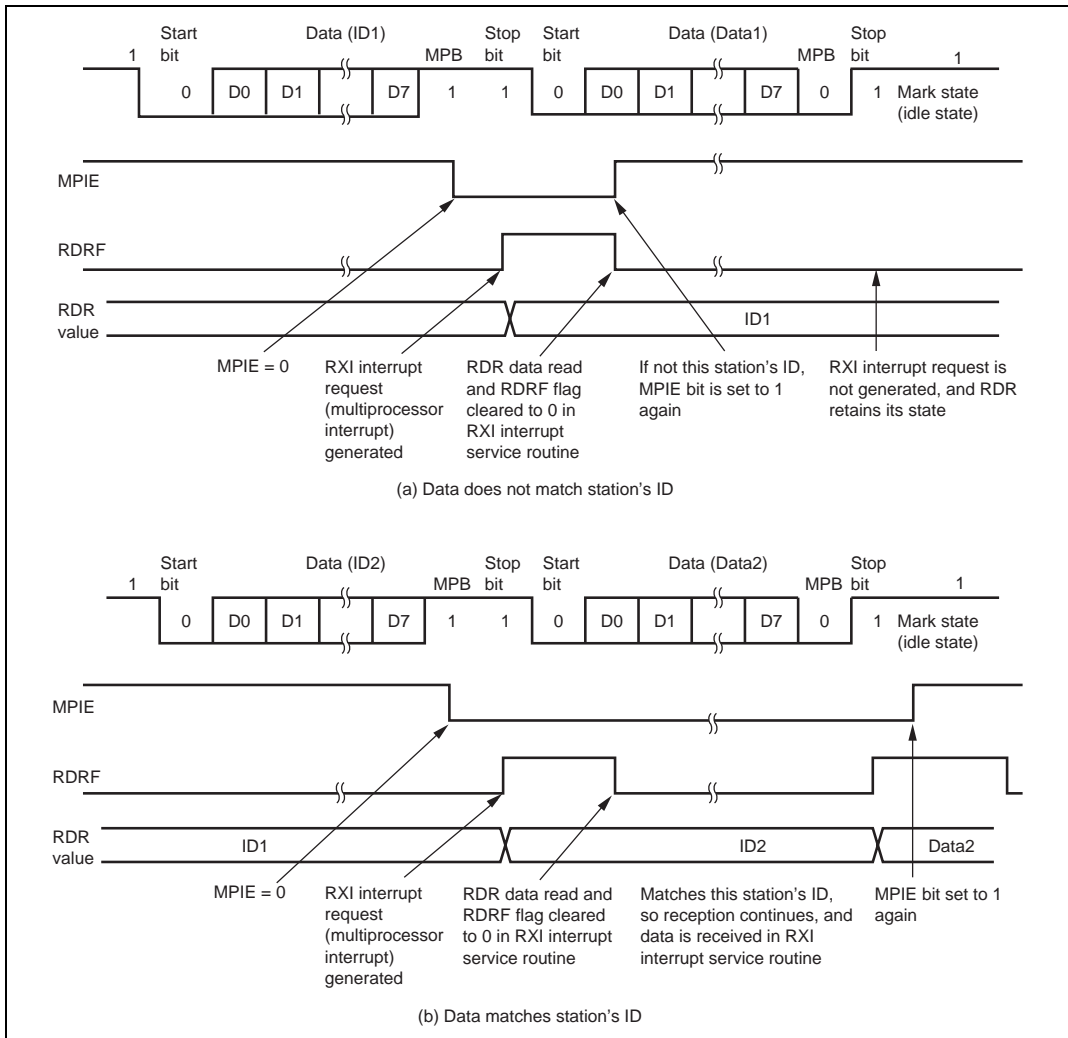 Start bit
Data (ID1)
MPB
Stop bit
Start bit
Data (Data1)
MPB
Stop bit
1
1
0
D0
D1
D7
1
1
0
D0
D1
D7
0
1
Mark state (idle state)
MPIE
RDRF
RDR value
ID1
MPIE = 0
RXI interrupt
request
(multiprocessor
interrupt)
generated
RDR data read
and RDRF flag
cleared to 0 in
RXI interrupt
service routine
If not this station's ID,
MPIE bit is set to 1
again
RXI interrupt request is
not generated, and RDR
retains its state
(a) Data does not match station's ID
Start bit
Data (ID2)
MPB
Stop bit
Start bit
Data (Data2)
MPB
Stop bit
1
1
0
D0
D1
D7
1
1
0
D0
D1
D7
0
1
Mark state (idle state)
MPIE
RDRF
RDR value
ID1
ID2
Data2
MPIE = 0
RXI interrupt
request
(multiprocessor
interrupt)
generated
RDR data read and
RDRF flag cleared
to 0 in RXI interrupt
service routine
Matches this station's ID,
so reception continues, and
data is received in RXI
interrupt service routine
MPIE bit set to 1
again
(b) Data matches station's ID